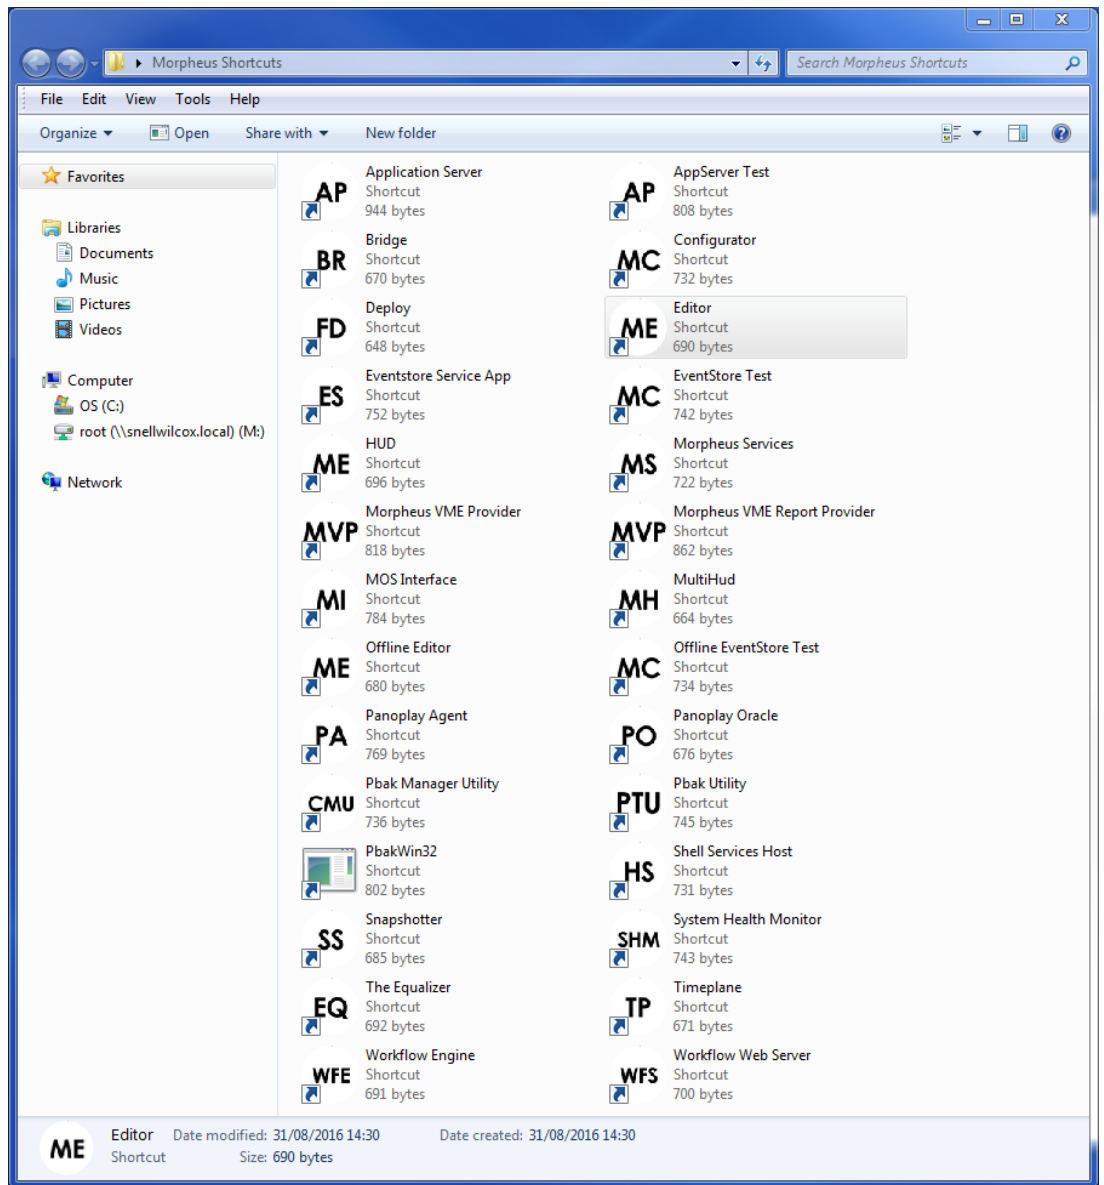 Morpheus Shortcuts
Search Morpheus Shortcuts
File Edit View Tools Help
Organize Open Share with New folder
Favorites
Libraries
Documents
Music
Pictures
Videos
Computer
OS (C:)
root (\\snellwilcox.local) (M:)
Network
AP
Application Server
Shortcut
944 bytes
AP
AppServer Test
Shortcut
808 bytes
BR
Bridge
Shortcut
670 bytes
MC
Configurator
Shortcut
732 bytes
FD
Deploy
Shortcut
648 bytes
ME
Editor
Shortcut
690 bytes
ES
Eventstore Service App
Shortcut
752 bytes
MC
EventStore Test
Shortcut
742 bytes
ME
HUD
Shortcut
696 bytes
MS
Morpheus Services
Shortcut
722 bytes
MVP
Morpheus VME Provider
Shortcut
818 bytes
MVP
Morpheus VME Report Provider
Shortcut
862 bytes
MI
MOS Interface
Shortcut
784 bytes
MH
MultiHud
Shortcut
664 bytes
ME
Offline Editor
Shortcut
680 bytes
MC
Offline EventStore Test
Shortcut
734 bytes
PA
Panoplay Agent
Shortcut
769 bytes
PO
Panoplay Oracle
Shortcut
676 bytes
CMU
Pbak Manager Utility
Shortcut
736 bytes
PTU
Pbak Utility
Shortcut
745 bytes
PbakWin32
Shortcut
802 bytes
HS
Shell Services Host
Shortcut
731 bytes
SS
Snapshotter
Shortcut
685 bytes
SHM
System Health Monitor
Shortcut
743 bytes
EQ
The Equalizer
Shortcut
692 bytes
TP
Timeplane
Shortcut
671 bytes
WFE
Workflow Engine
Shortcut
691 bytes
WFS
Workflow Web Server
Shortcut
700 bytes
ME
Editor Date modified: 31/08/2016 14:30 Date created: 31/08/2016 14:30
Shortcut Size: 690 bytes